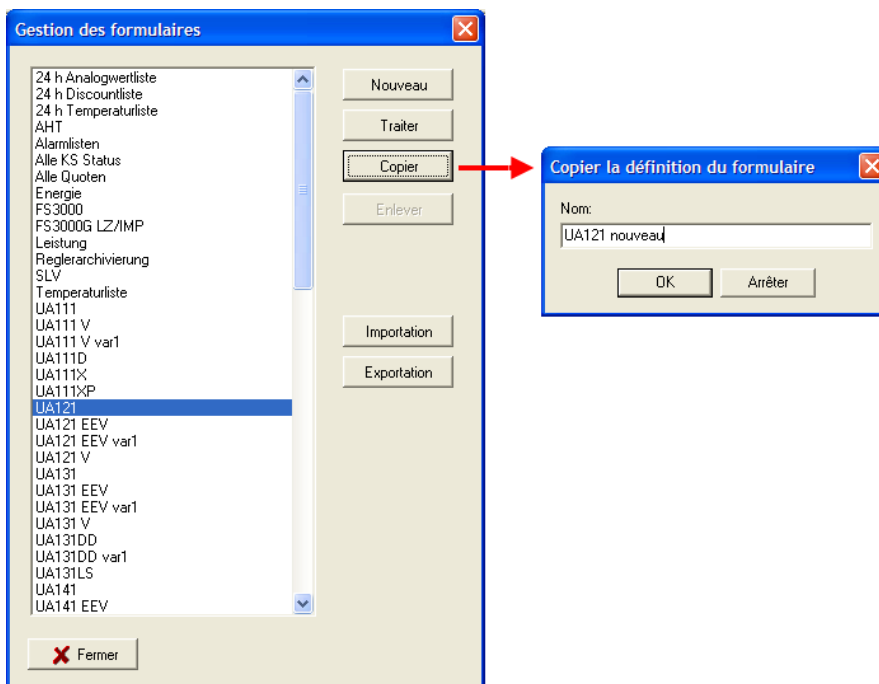 Gestion des formulaires
24 h Analogwertliste
24 h Discountliste
24 h Temperaturliste
AHT
Alarmlisten
Alle KS Status
Alle Quoten
Energie
FS3000
FS3000G LZ/IMP
Leistung
Reglerarchivierung
SLV
Temperaturliste
UA111
UA111 V
UA111 V var1
UA111D
UA111X
UA111XP
UA121
UA121 EEV
UA121 EEV var1
UA121 V
UA131
UA131 EEV
UA131 EEV var1
UA131 V
UA131DD
UA131DD var1
UA131LS
UA141
UA141 EEV
Nouveau
Traiter
Copier
Enlever
Importation
Exportation
Fermer
Copier la définition du formulaire
Nom:
UA121 nouveau
OK
Arrêter